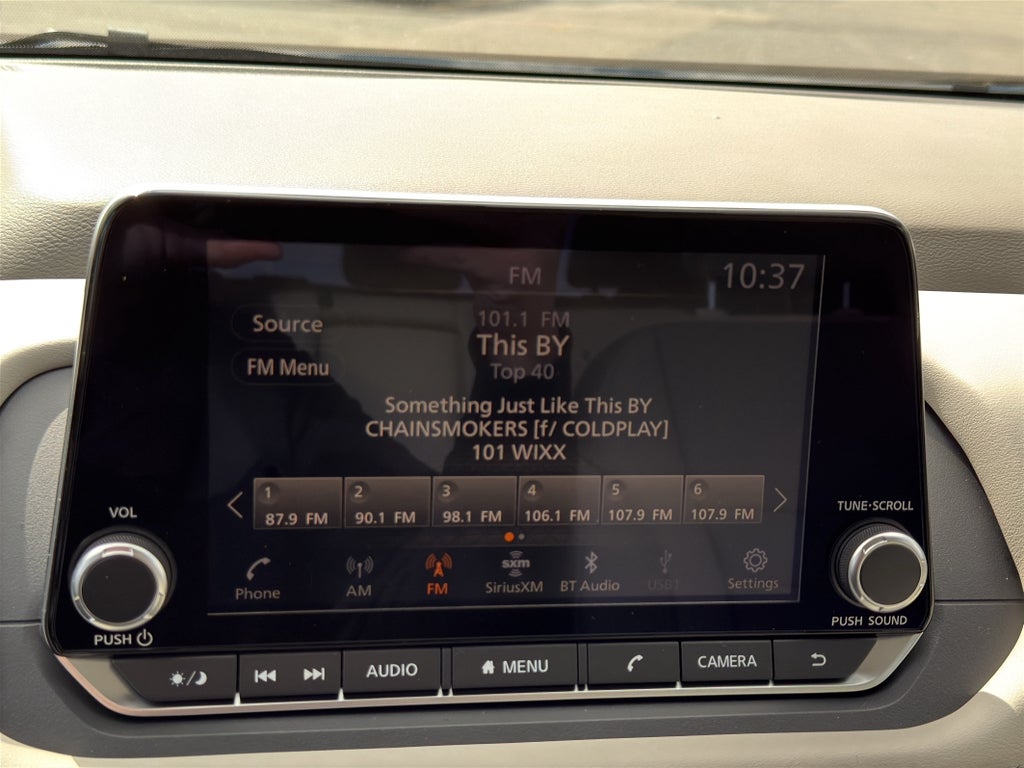 FM
10:37
Source
101.1 FM
This BY
FM Menu
Top 40
Something Just Like This BY
CHAINSMOKERS [f/ COLDPLAY]
101 WIXX
1
87.9 FM
2
90.1 FM
3
98.1 FM
4
106.1 FM
5
107.9 FM
6
107.9 FM
VOL
TUNE·SCROLL
Phone
AM
FM
sxm
SiriusXM
BT Audio
USB1
Settings
PUSH
PUSH SOUND
AUDIO
MENU
CAMERA